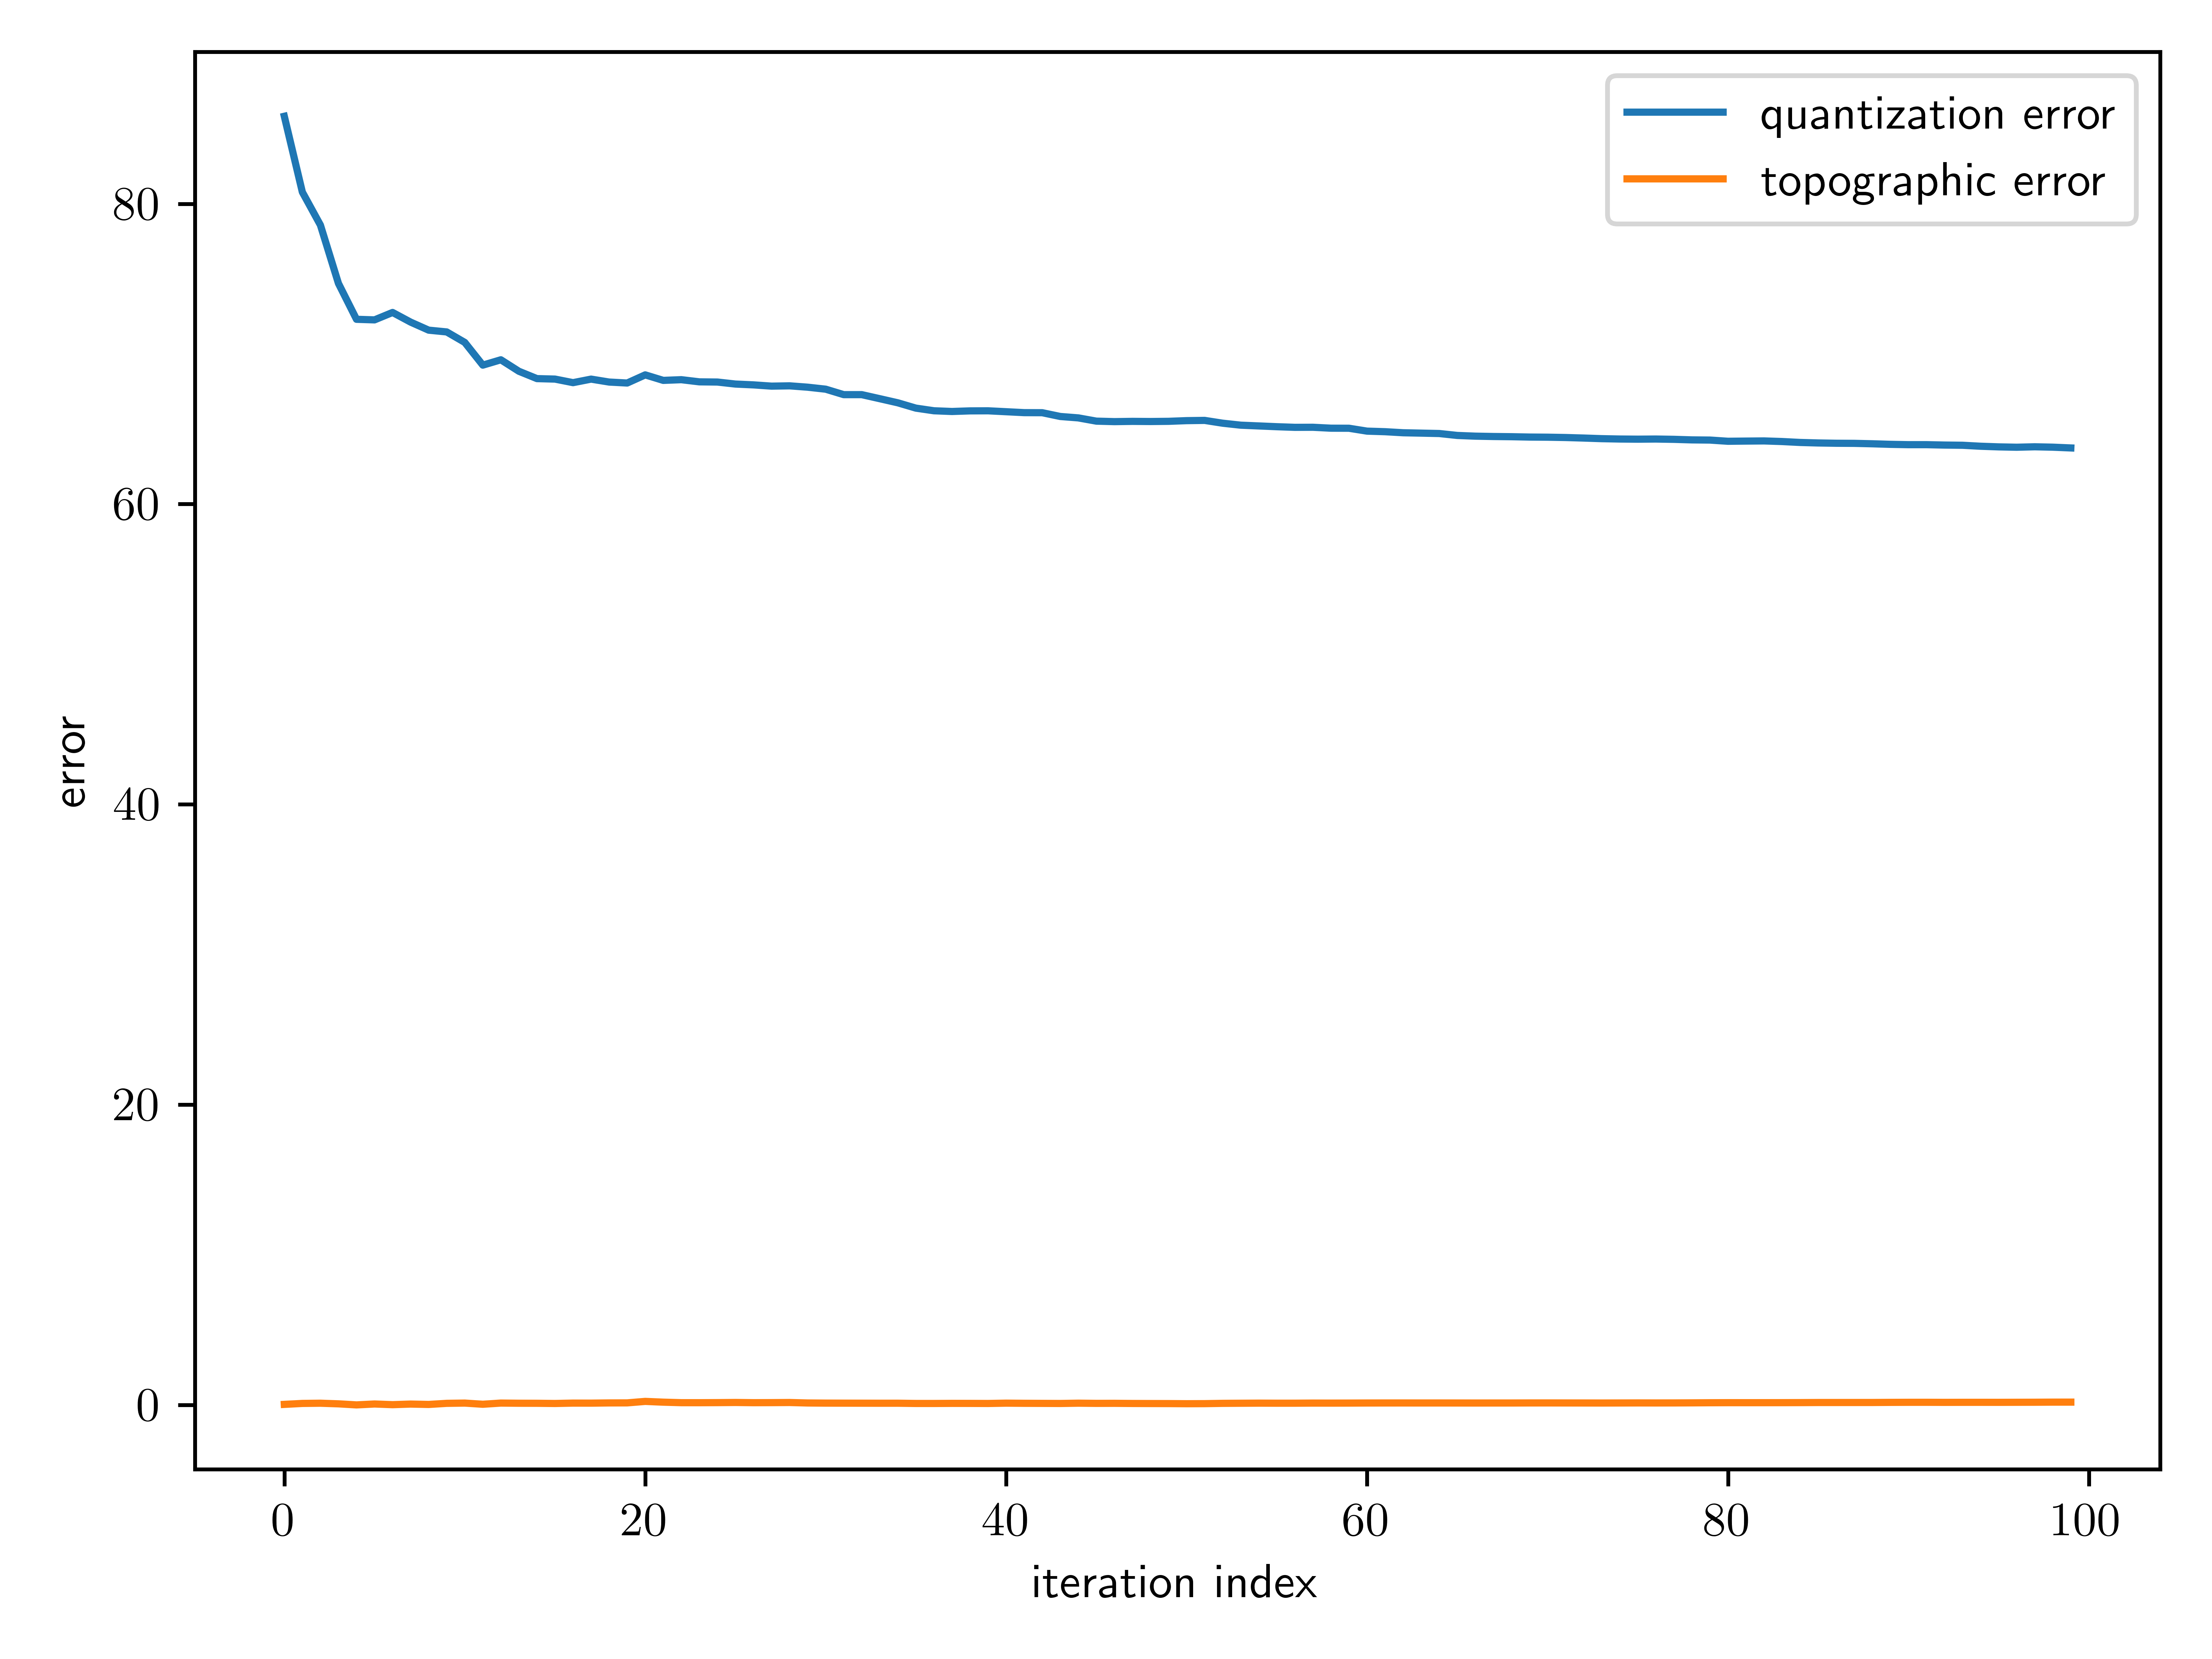 quantization error
topographic error
80
60
40
20
0
error
0 20 40 60 80 100
iteration index